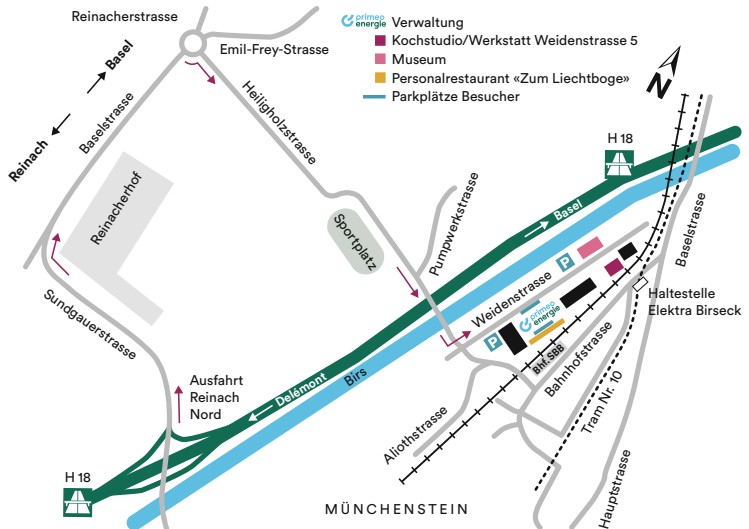 Reinacherstrasse
Emil-Frey-Strasse
primeo
energie
Verwaltung
Kochstudio/Werkstatt Weidenstrasse 5
Museum
Personalrestaurant «Zum Liechtboge»
Parkplätze Besucher
N
Basel
Reinach
Baselstrasse
Heiligholzstrasse
H 18
Reinacherhof
Sportplatz
Pumpwerkstrasse
Basel
Baselstrasse
Sundgauerstrasse
P
Weidenstrasse
primeo
energie
P
Haltestelle
Elektra Birseck
Bhf. SBB
Bahnhofstrasse
Birs
Delémont
Ausfahrt
Reinach
Nord
Tram Nr. 10
Aliothstrasse
Hauptstrasse
H 18
MÜNCHENSTEIN